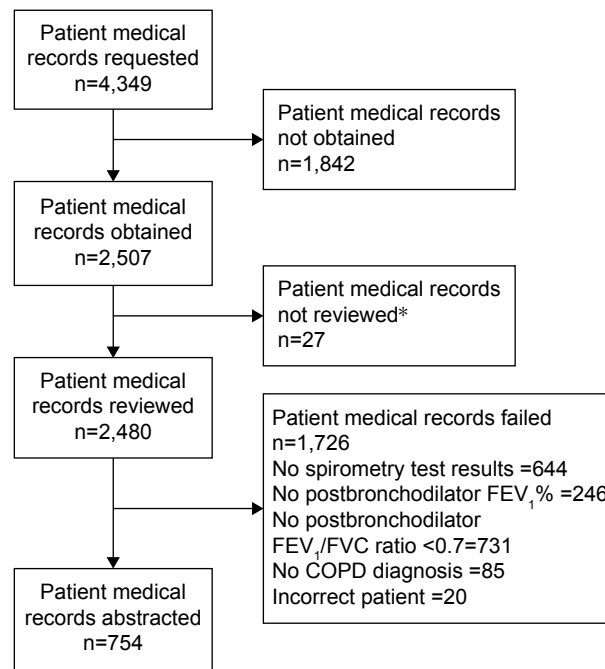 Patient medical
records requested
n=4,349
Patient medical records
not obtained
n=1,842
Patient medical
records obtained
n=2,507
Patient medical records
not reviewed*
n=27
Patient medical
records reviewed
n=2,480
Patient medical records failed
n=1,726
No spirometry test results =644
No postbronchodilator FEV₁% =246
No postbronchodilator
FEV₁/FVC ratio <0.7=731
No COPD diagnosis =85
Incorrect patient =20
Patient medical
records abstracted
n=754